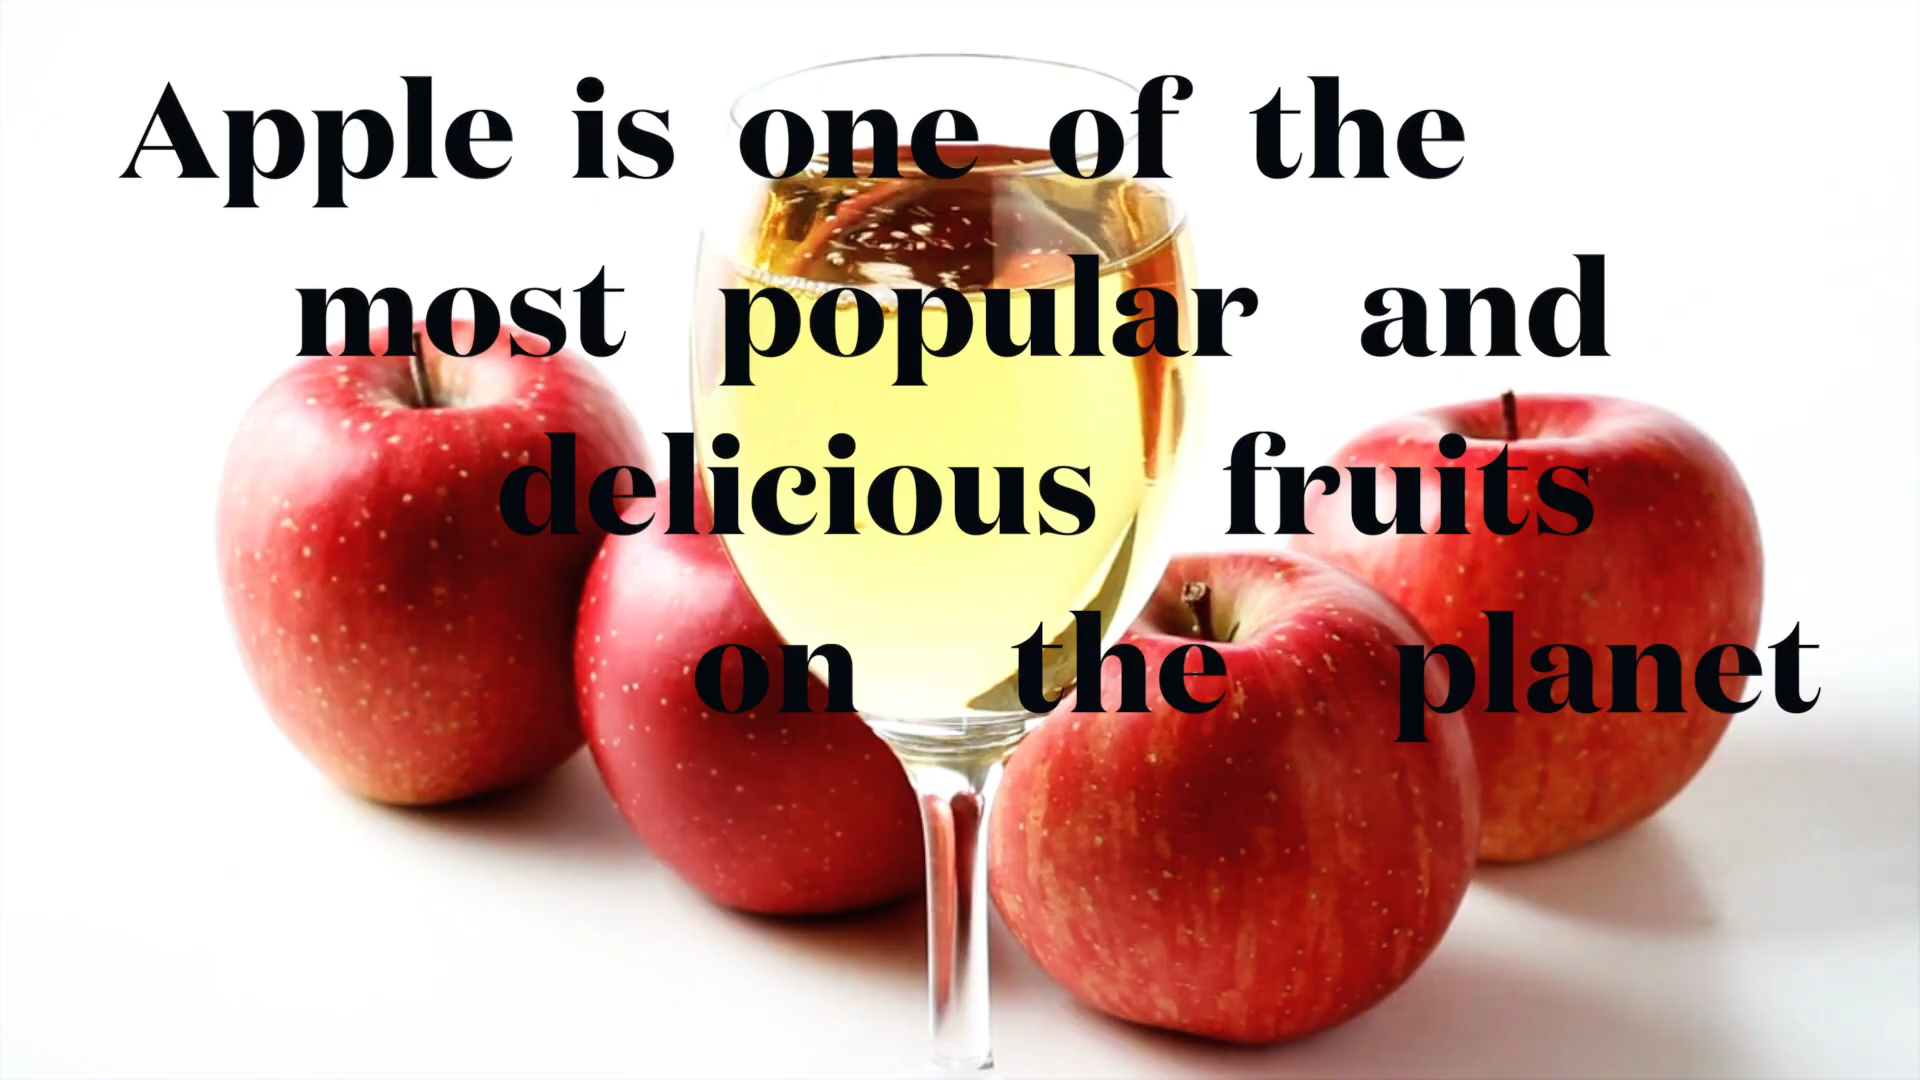 Apple is one of the
most popular and
delicious fruits
on the planet